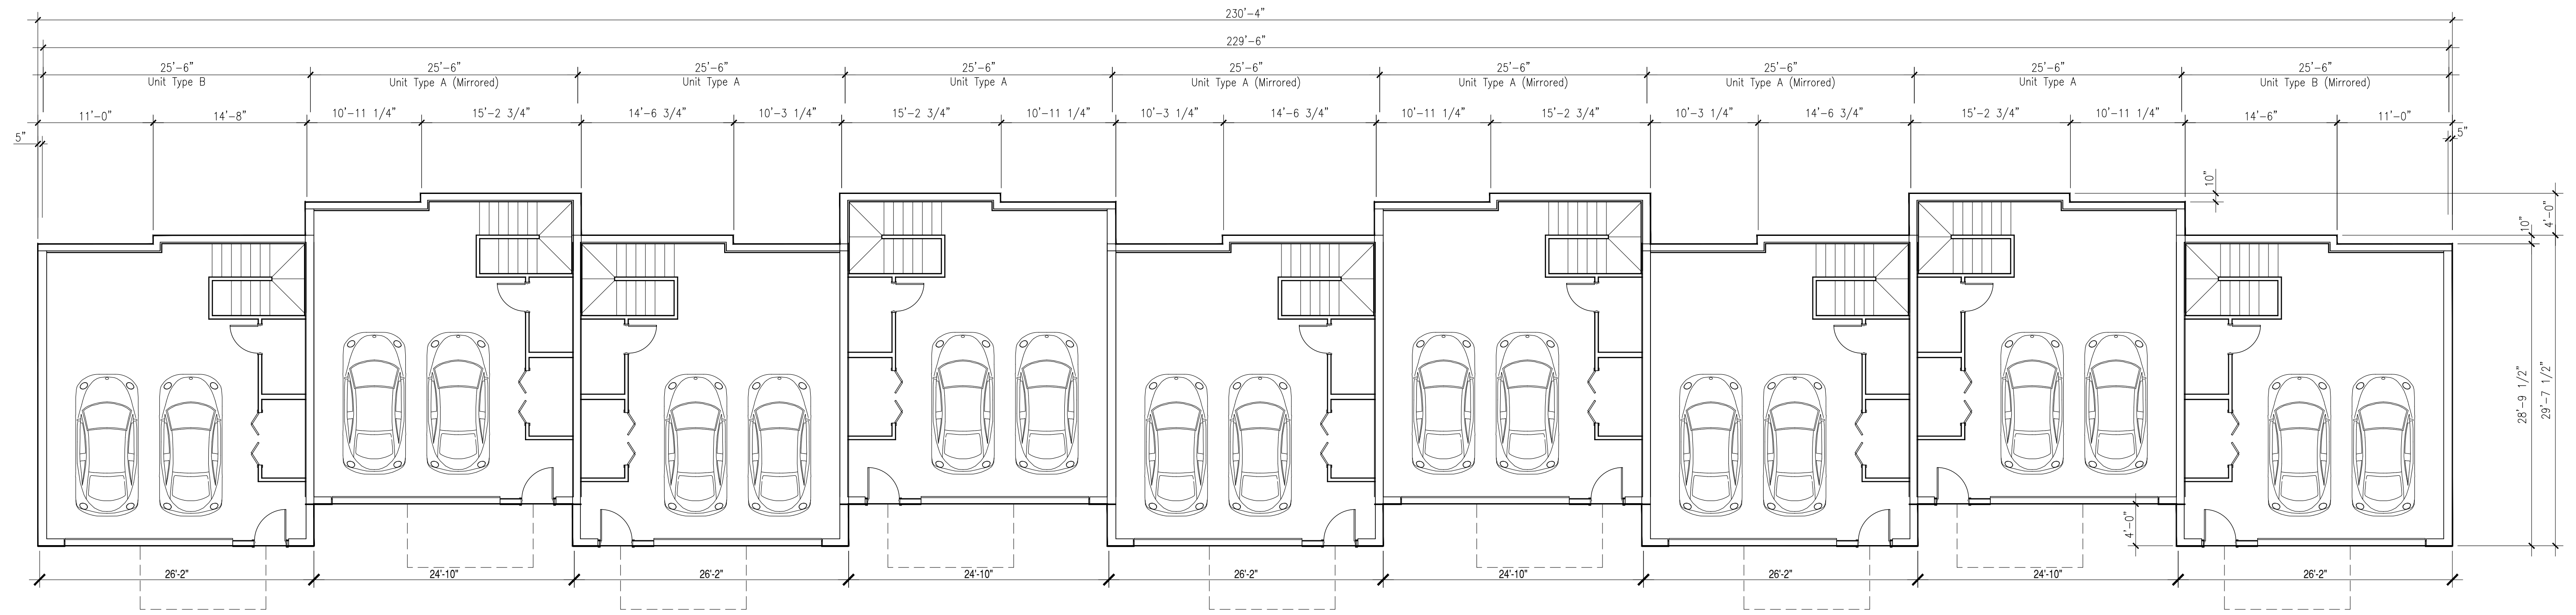 230'-4"
229'-6"
25'-6" 25'-6" 25'-6" 25'-6" 25'-6" 25'-6" 25'-6" 25'-6" 25'-6"
Unit Type B Unit Type A (Mirrored) Unit Type A Unit Type A Unit Type A (Mirrored) Unit Type A (Mirrored) Unit Type A (Mirrored) Unit Type A Unit Type B (Mirrored)
11'-0" 14'-8" 10'-11 1/4" 15'-2 3/4" 14'-6 3/4" 10'-3 1/4" 15'-2 3/4" 10'-11 1/4" 10'-3 1/4" 14'-6 3/4" 10'-11 1/4" 15'-2 3/4" 10'-3 1/4" 14'-6 3/4" 15'-2 3/4" 10'-11 1/4" 14'-6" 11'-0"
5" 5"
10"
4'-0"
10"
28'-9 1/2"
29'-7 1/2"
4'-0"
26'-2" 24'-10" 26'-2" 24'-10" 26'-2" 24'-10" 26'-2" 24'-10" 26'-2"